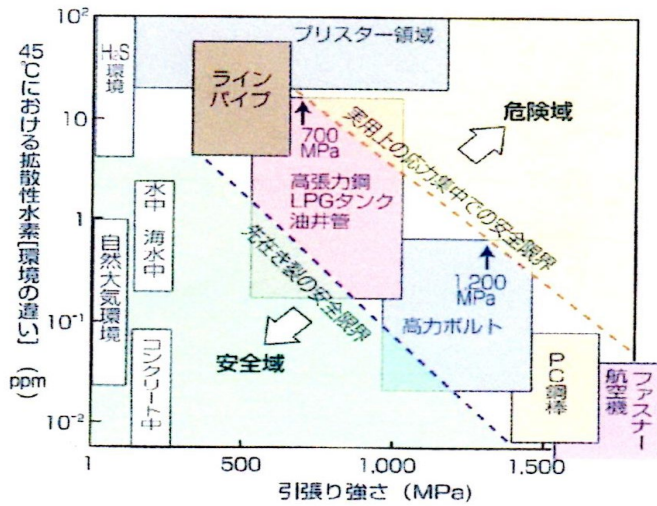 45℃における拡散性水素[環境の違い]
(ppm)
10²
10
1
10⁻¹
10⁻²
H₂S環境
ブリスター領域
ライン
パイプ
700
MPa
高張力鋼
LPGタンク
油井管
実用上の応力集中での安全限界
危険域
水中 海水中
自然大気環境
コンクリート中
先在き裂の安全限界
安全域
1,200
MPa
高力ボルト
PC鋼棒
航空機
ファスナー
1
500
1.000
1.500
引張り強さ (MPa)